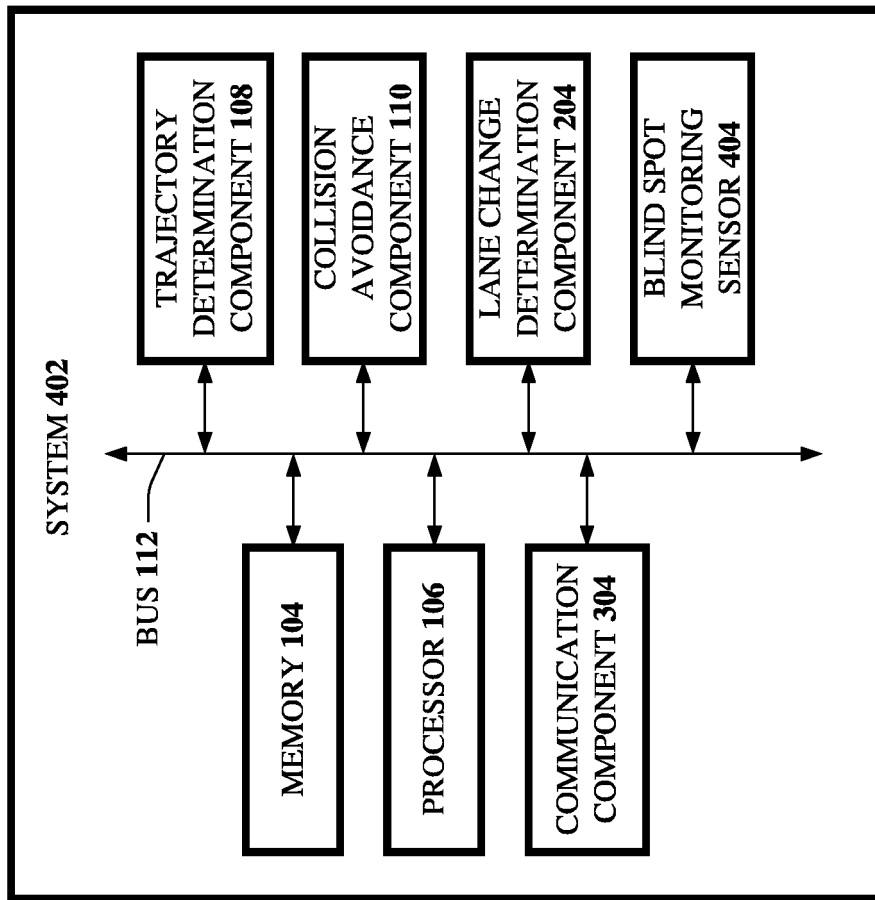 SYSTEM 402
BUS 112
MEMORY 104
PROCESSOR 106
COMMUNICATION
COMPONENT 304
TRAJECTORY
DETERMINATION
COMPONENT 108
COLLISION
AVOIDANCE
COMPONENT 110
LANE CHANGE
DETERMINATION
COMPONENT 204
BLIND SPOT
MONITORING
SENSOR 404